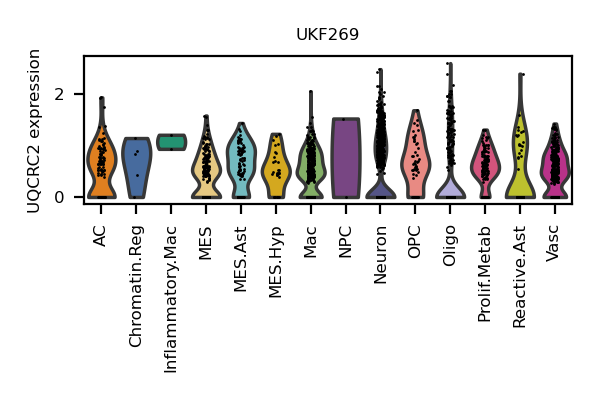 UKF269
UQCRC2 expression
2
0
AC
Chromatin.Reg
Inflammatory.Mac
MES
MES.Ast
MES.Hyp
Mac
NPC
Neuron
OPC
Oligo
Prolif.Metab
Reactive.Ast
Vasc